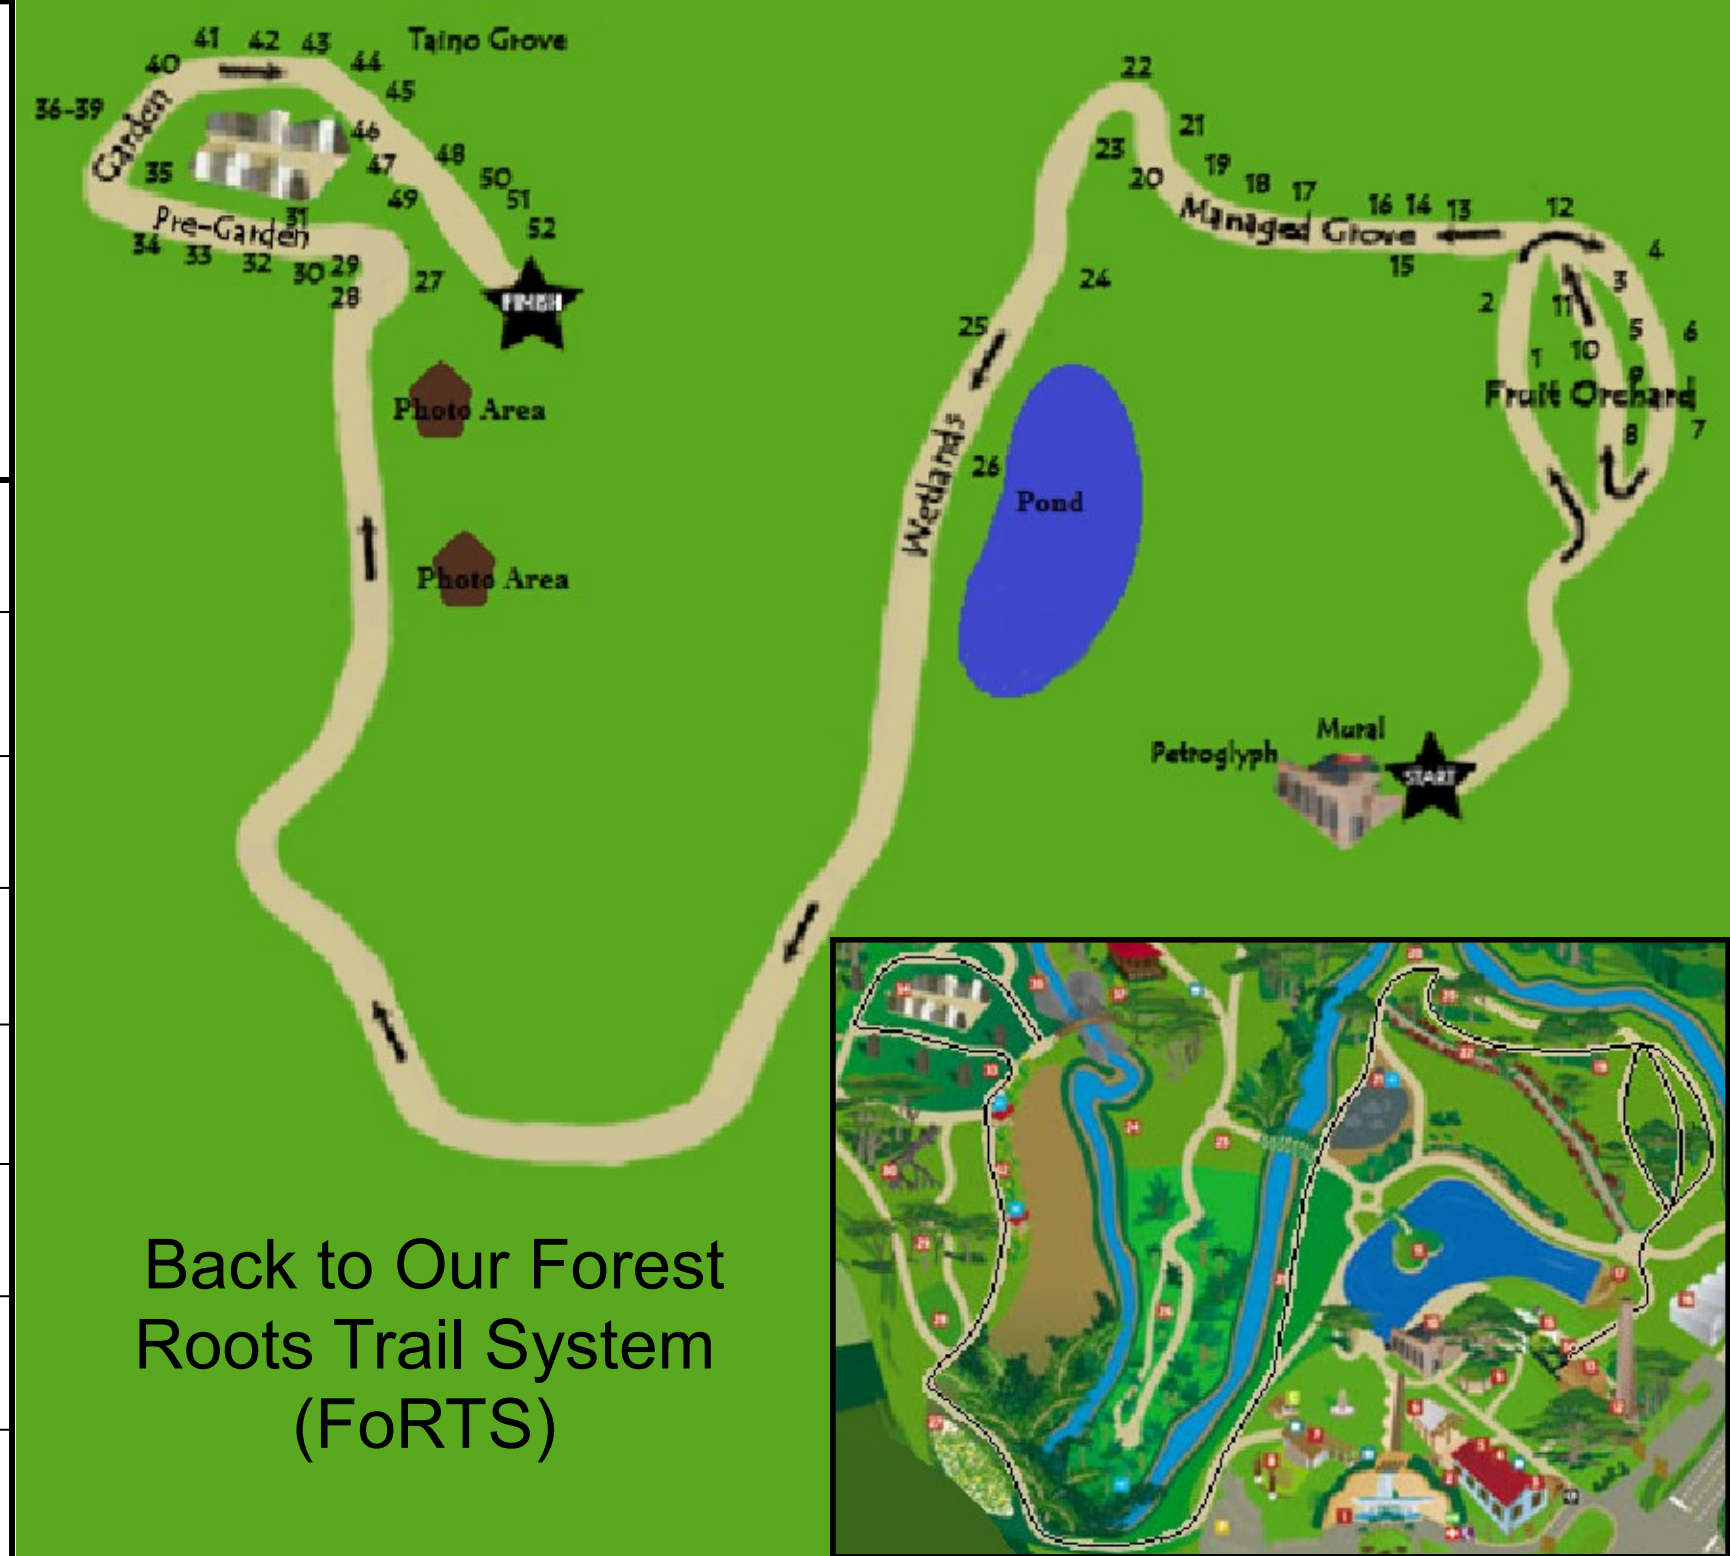 41 42 43 Taino Grove
40 44
45
36-39
Garden
46
35 47 48
49 50
51
52
31
Pre-Garden
34 33 32 30 29
28 27
FINISH
Photo Area
Photo Area
22
21
23
20 19 18 17 16 14 13 12
Managed Grove
15
4
3
24
2 11
25
5 6
1 10
9
Fruit Orchard
8 7
Wetlands
26
Pond
Mural
Petroglyph
START
Back to Our Forest
Roots Trail System
(FoRTS)